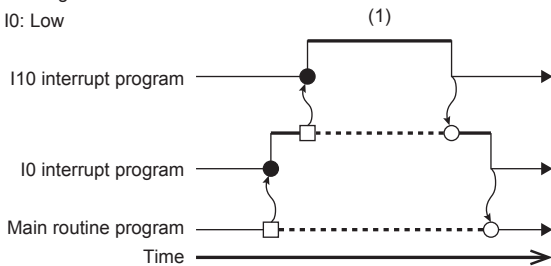 I0: Low
(1)
I10 interrupt program
I0 interrupt program
Main routine program
Time